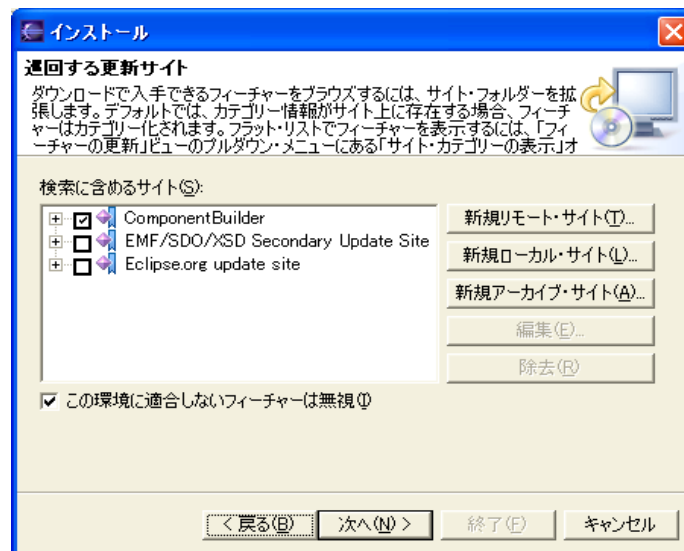 インストール
巡回する更新サイト
ダウンロードで入手できるフィーチャーをブラウズするには、サイト・フォルダーを拡
張します。デフォルトでは、カテゴリー情報がサイト上に存在する場合、フィーチ
ャーはカテゴリー化されます。フラット・リストでフィーチャーを表示するには、「フィ
ーチャーの更新」ビューのプルダウン・メニューにある「サイト・カテゴリーの表示」オ
検索に含めるサイト(S):
ComponentBuilder
EMF/SDO/XSD Secondary Update Site
Eclipse.org update site
新規リモート・サイト(T)...
新規ローカル・サイト(L)...
新規アーカイブ・サイト(A)...
編集(E)...
除去(R)
この環境に適合しないフィーチャーは無視(I)
< 戻る(B)
次へ(N) >
終了(F)
キャンセル